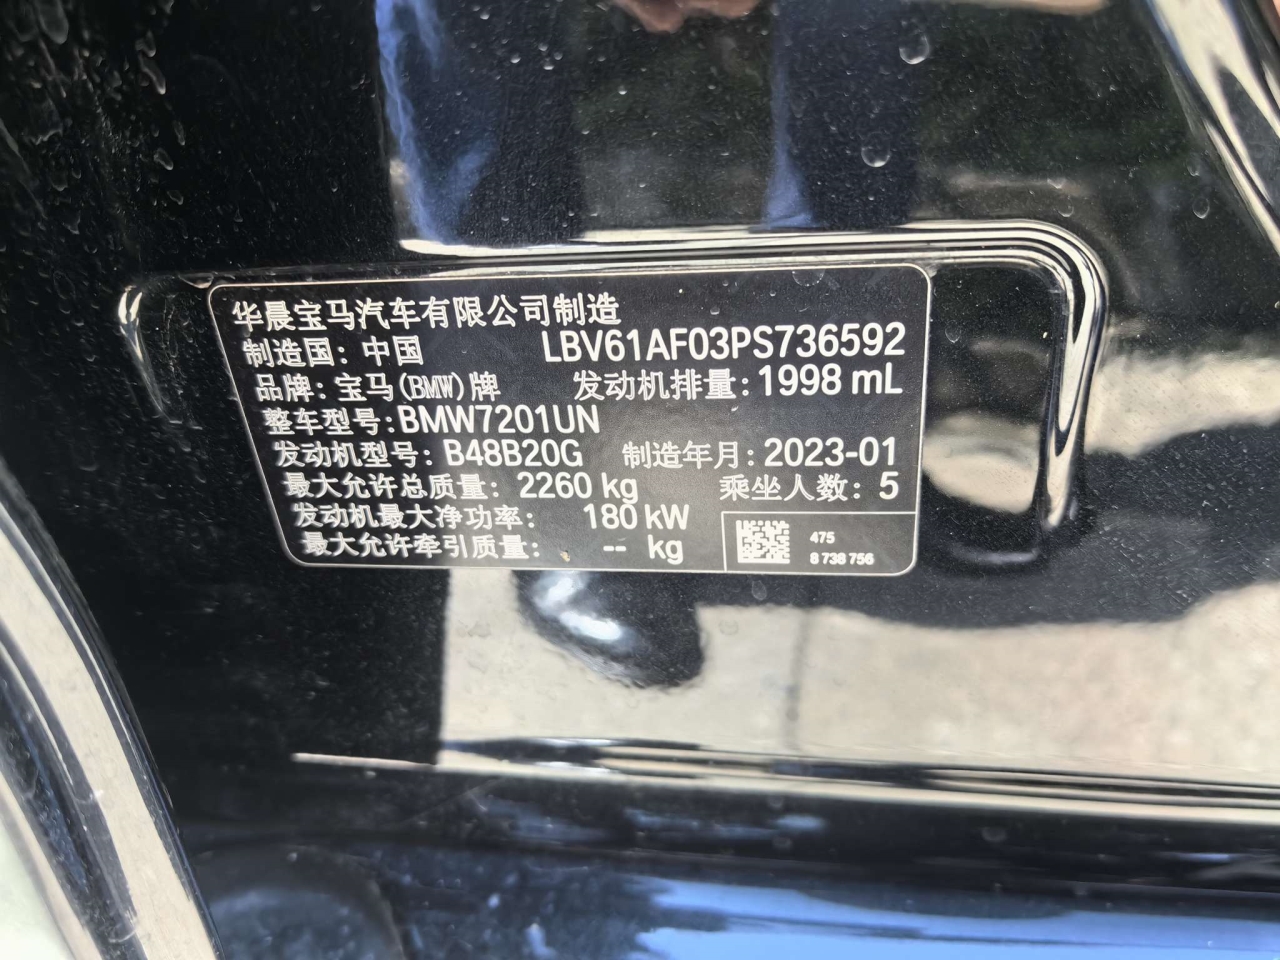 华晨宝马汽车有限公司制造
制造国：中国 LBV61AF03PS736592
品牌：宝马(BMW)牌 发动机排量：1998 mL
整车型号：BMW7201UN
发动机型号：B48B20G 制造年月：2023-01
最大允许总质量：2260 kg 乘坐人数：5
发动机最大净功率：180 kW
最大允许牵引质量：-- kg
475
8 738 756